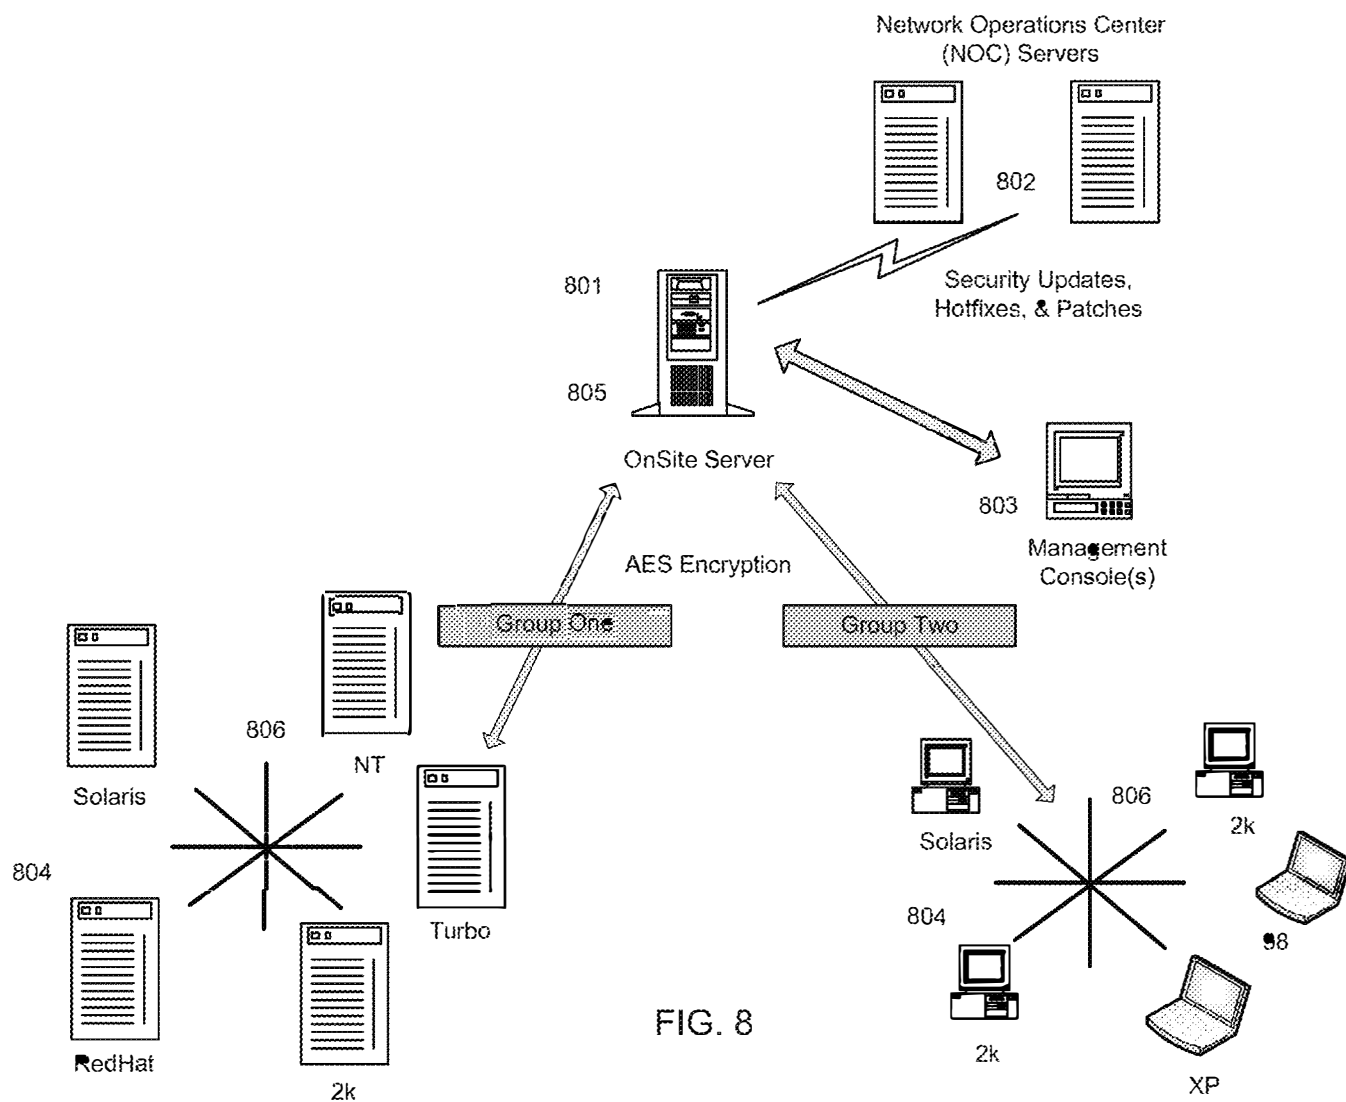 Network Operations Center
(NOC) Servers
802
801
Security Updates,
Hotfixes, & Patches
805
OnSite Server
803
Management
Console(s)
AES Encryption
Group One
Group Two
806
NT
Solaris
804
Turbo
RedHat
2k
806
2k
Solaris
804
98
2k
XP
FIG. 8